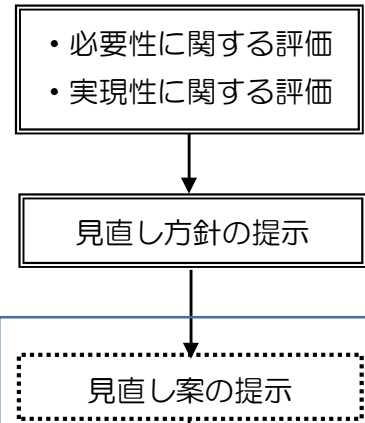 ・必要性に関する評価
・実現性に関する評価
見直し方針の提示
見直し案の提示